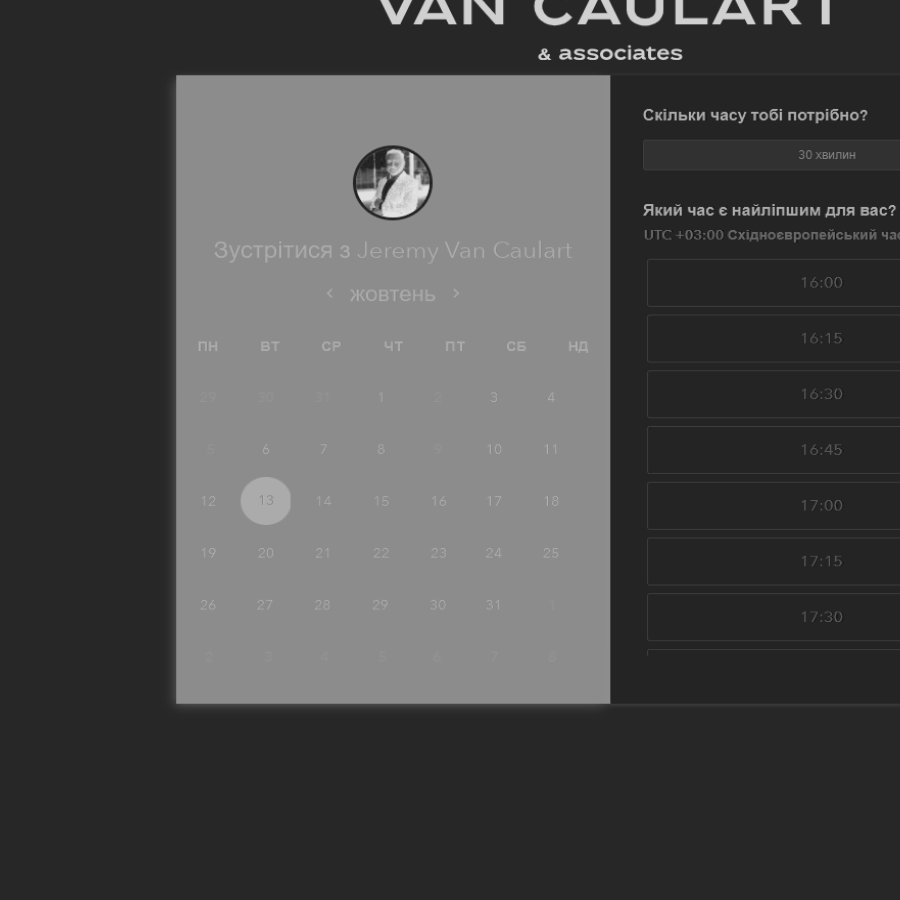 VAN CAULART
& associates
Зустрітися з Jeremy Van Caulart
‹ жовтень ›
ПН ВТ СР ЧТ ПТ СБ НД
29 30 31 1 2 3 4
5 6 7 8 9 10 11
12 13 14 15 16 17 18
19 20 21 22 23 24 25
26 27 28 29 30 31 1
2 3 4 5 6 7 8
Скільки часу тобі потрібно?
30 хвилин
Який час є найліпшим для вас?
UTC +03:00 Східноєвропейський
16:00
16:15
16:30
16:45
17:00
17:15
17:30